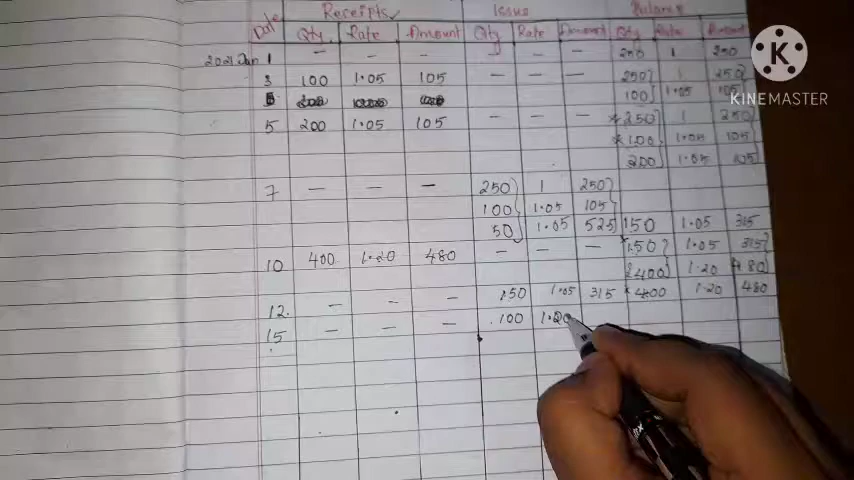 Receipts Issue Balance
Date Qty Rate Amount Qty Rate Amount Qty Rate Amount
2021 Jan 1 — — — 250 1 250
3 100 1.05 105 — — — 250 1 250
100 1.05 105
5 200 1.05 105 — — — *250 1 250
*100 1.05 105
200 1.05 105
7 — — — 250 1 250
100 1.05 105
50 1.05 525 150 1.05 315
10 400 1.20 480 — — — *150 1.05 315
400 1.20 480
12. — — — 150 1.05 315 *400 1.20 480
15 — — — 100 1.20
K
KINEMASTER